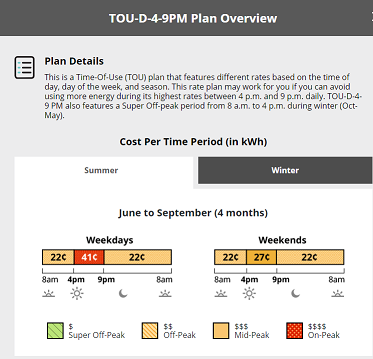 TOU-D-4-9PM Plan Overview
Plan Details
This is a Time-Of-Use (TOU) plan that features different rates based on the time of
day, day of the week, and season. This rate plan may work for you if you can avoid
using more energy during its highest rates between 4 p.m. and 9 p.m. daily. TOU-D-4-
9 PM also features a Super Off-peak period from 8 a.m. to 4 p.m. during winter (Oct-
May).
Cost Per Time Period (in kWh)
Summer Winter
June to September (4 months)
Weekdays Weekends
22¢ 41¢ 22¢ 22¢ 27¢ 22¢
8am 4pm 9pm 8am 8am 4pm 9pm 8am
$ $$ $$$ $$$$
Super Off-Peak Off-Peak Mid-Peak On-Peak